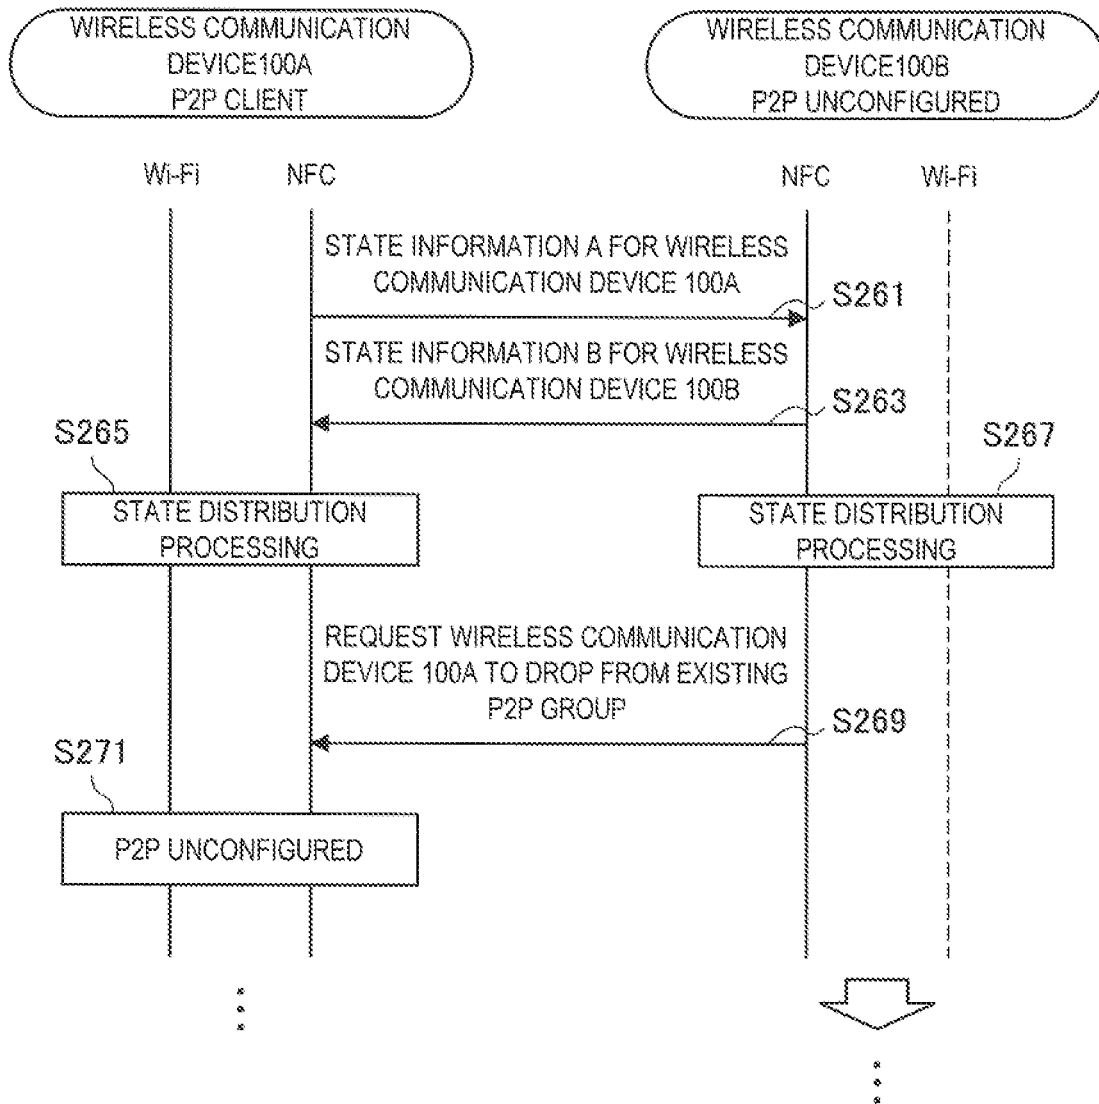 WIRELESS COMMUNICATION
DEVICE100A
P2P CLIENT
WIRELESS COMMUNICATION
DEVICE100B
P2P UNCONFIGURED
Wi-Fi
NFC
NFC
Wi-Fi
STATE INFORMATION A FOR WIRELESS
COMMUNICATION DEVICE 100A
S261
STATE INFORMATION B FOR WIRELESS
COMMUNICATION DEVICE 100B
S263
S265
S267
STATE DISTRIBUTION
PROCESSING
STATE DISTRIBUTION
PROCESSING
REQUEST WIRELESS COMMUNICATION
DEVICE 100A TO DROP FROM EXISTING
P2P GROUP
S269
S271
P2P UNCONFIGURED